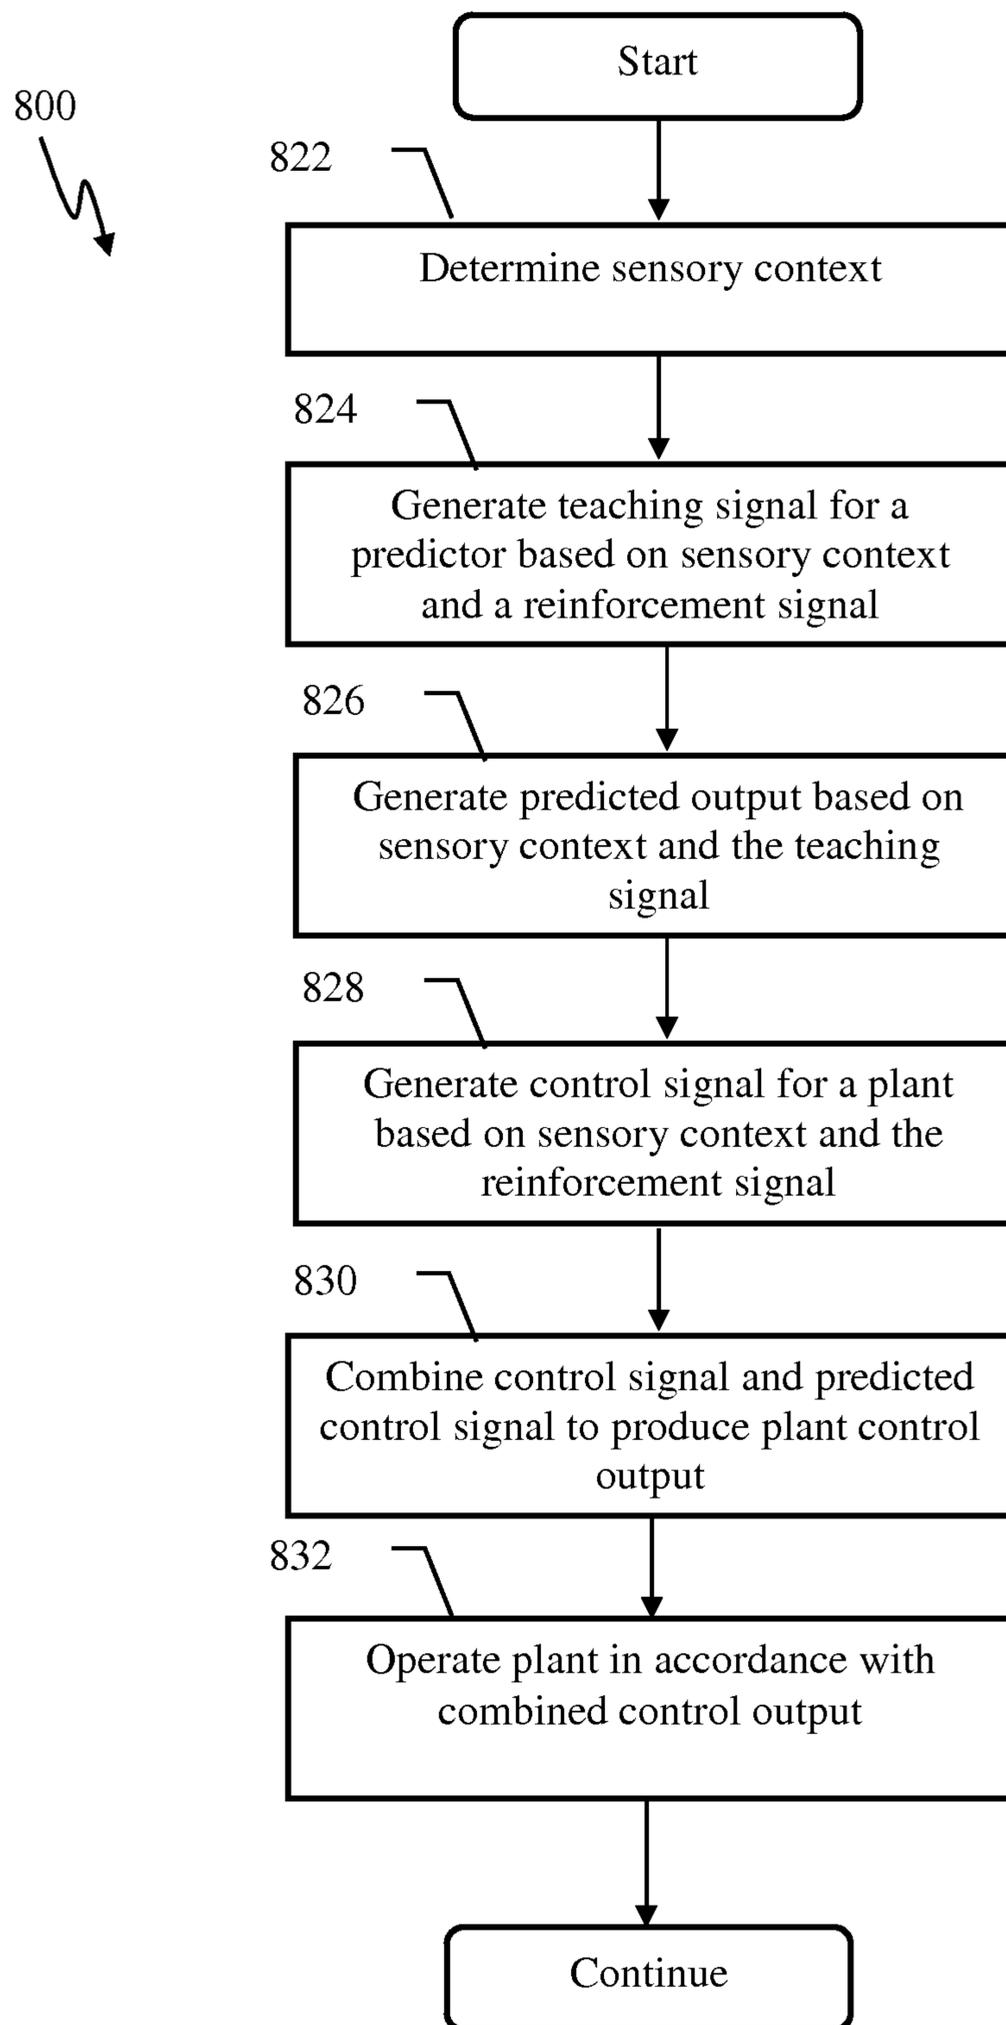 Start
800
822
Determine sensory context
824
Generate teaching signal for a
predictor based on sensory context
and a reinforcement signal
826
Generate predicted output based on
sensory context and the teaching
signal
828
Generate control signal for a plant
based on sensory context and the
reinforcement signal
830
Combine control signal and predicted
control signal to produce plant control
output
832
Operate plant in accordance with
combined control output
Continue